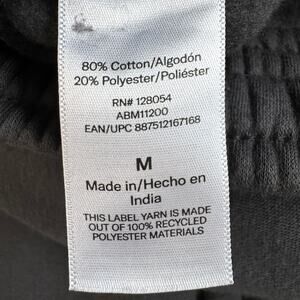 80% Cotton/Algodón
20% Polyester/Poliéster
RN# 128054
ABM11200
EAN/UPC 887512167168
M
Made in/Hecho en
India
THIS LABEL YARN IS MADE
OUT OF 100% RECYCLED
POLYESTER MATERIALS